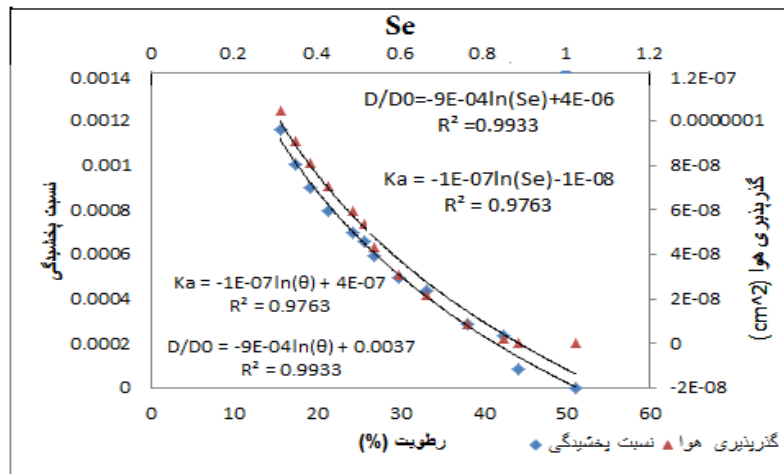 Se
0 0.2 0.4 0.6 0.8 1 1.2
0.0014
0.0012
0.001
0.0008
0.0006
0.0004
0.0002
0
نسبت پخشیدگی
D/D0=-9E-04ln(Se)+4E-06
R² =0.9933
Ka = -1E-07ln(Se)-1E-08
R² = 0.9763
Ka = -1E-07ln(θ) + 4E-07
R² = 0.9763
D/D0 = -9E-04ln(θ) + 0.0037
R² = 0.9933
1.2E-07
0.0000001
8E-08
6E-08
4E-08
2E-08
0
-2E-08
گذرپذیری هوا
(cm^2)
0 10 20 30 40 50 60
رطوبت (%)
نسبت پخشیدگی
گذرپذیری هوا